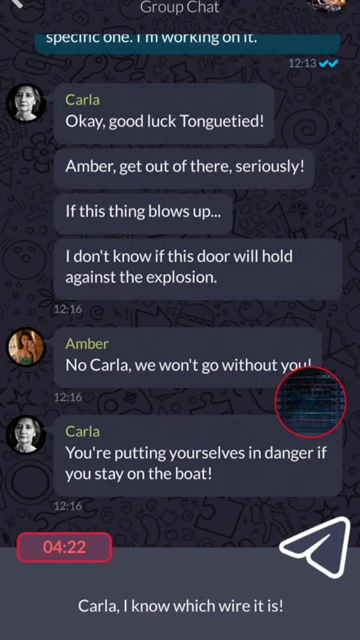 Group Chat
specific one. I'm working on it.
12:13
Carla
Okay, good luck Tonguetied!
Amber, get out of there, seriously!
If this thing blows up...
I don't know if this door will hold
against the explosion.
12:16
Amber
No Carla, we won't go without you!
12:16
Carla
You're putting yourselves in danger if
you stay on the boat!
12:16
04:22
Carla, I know which wire it is!